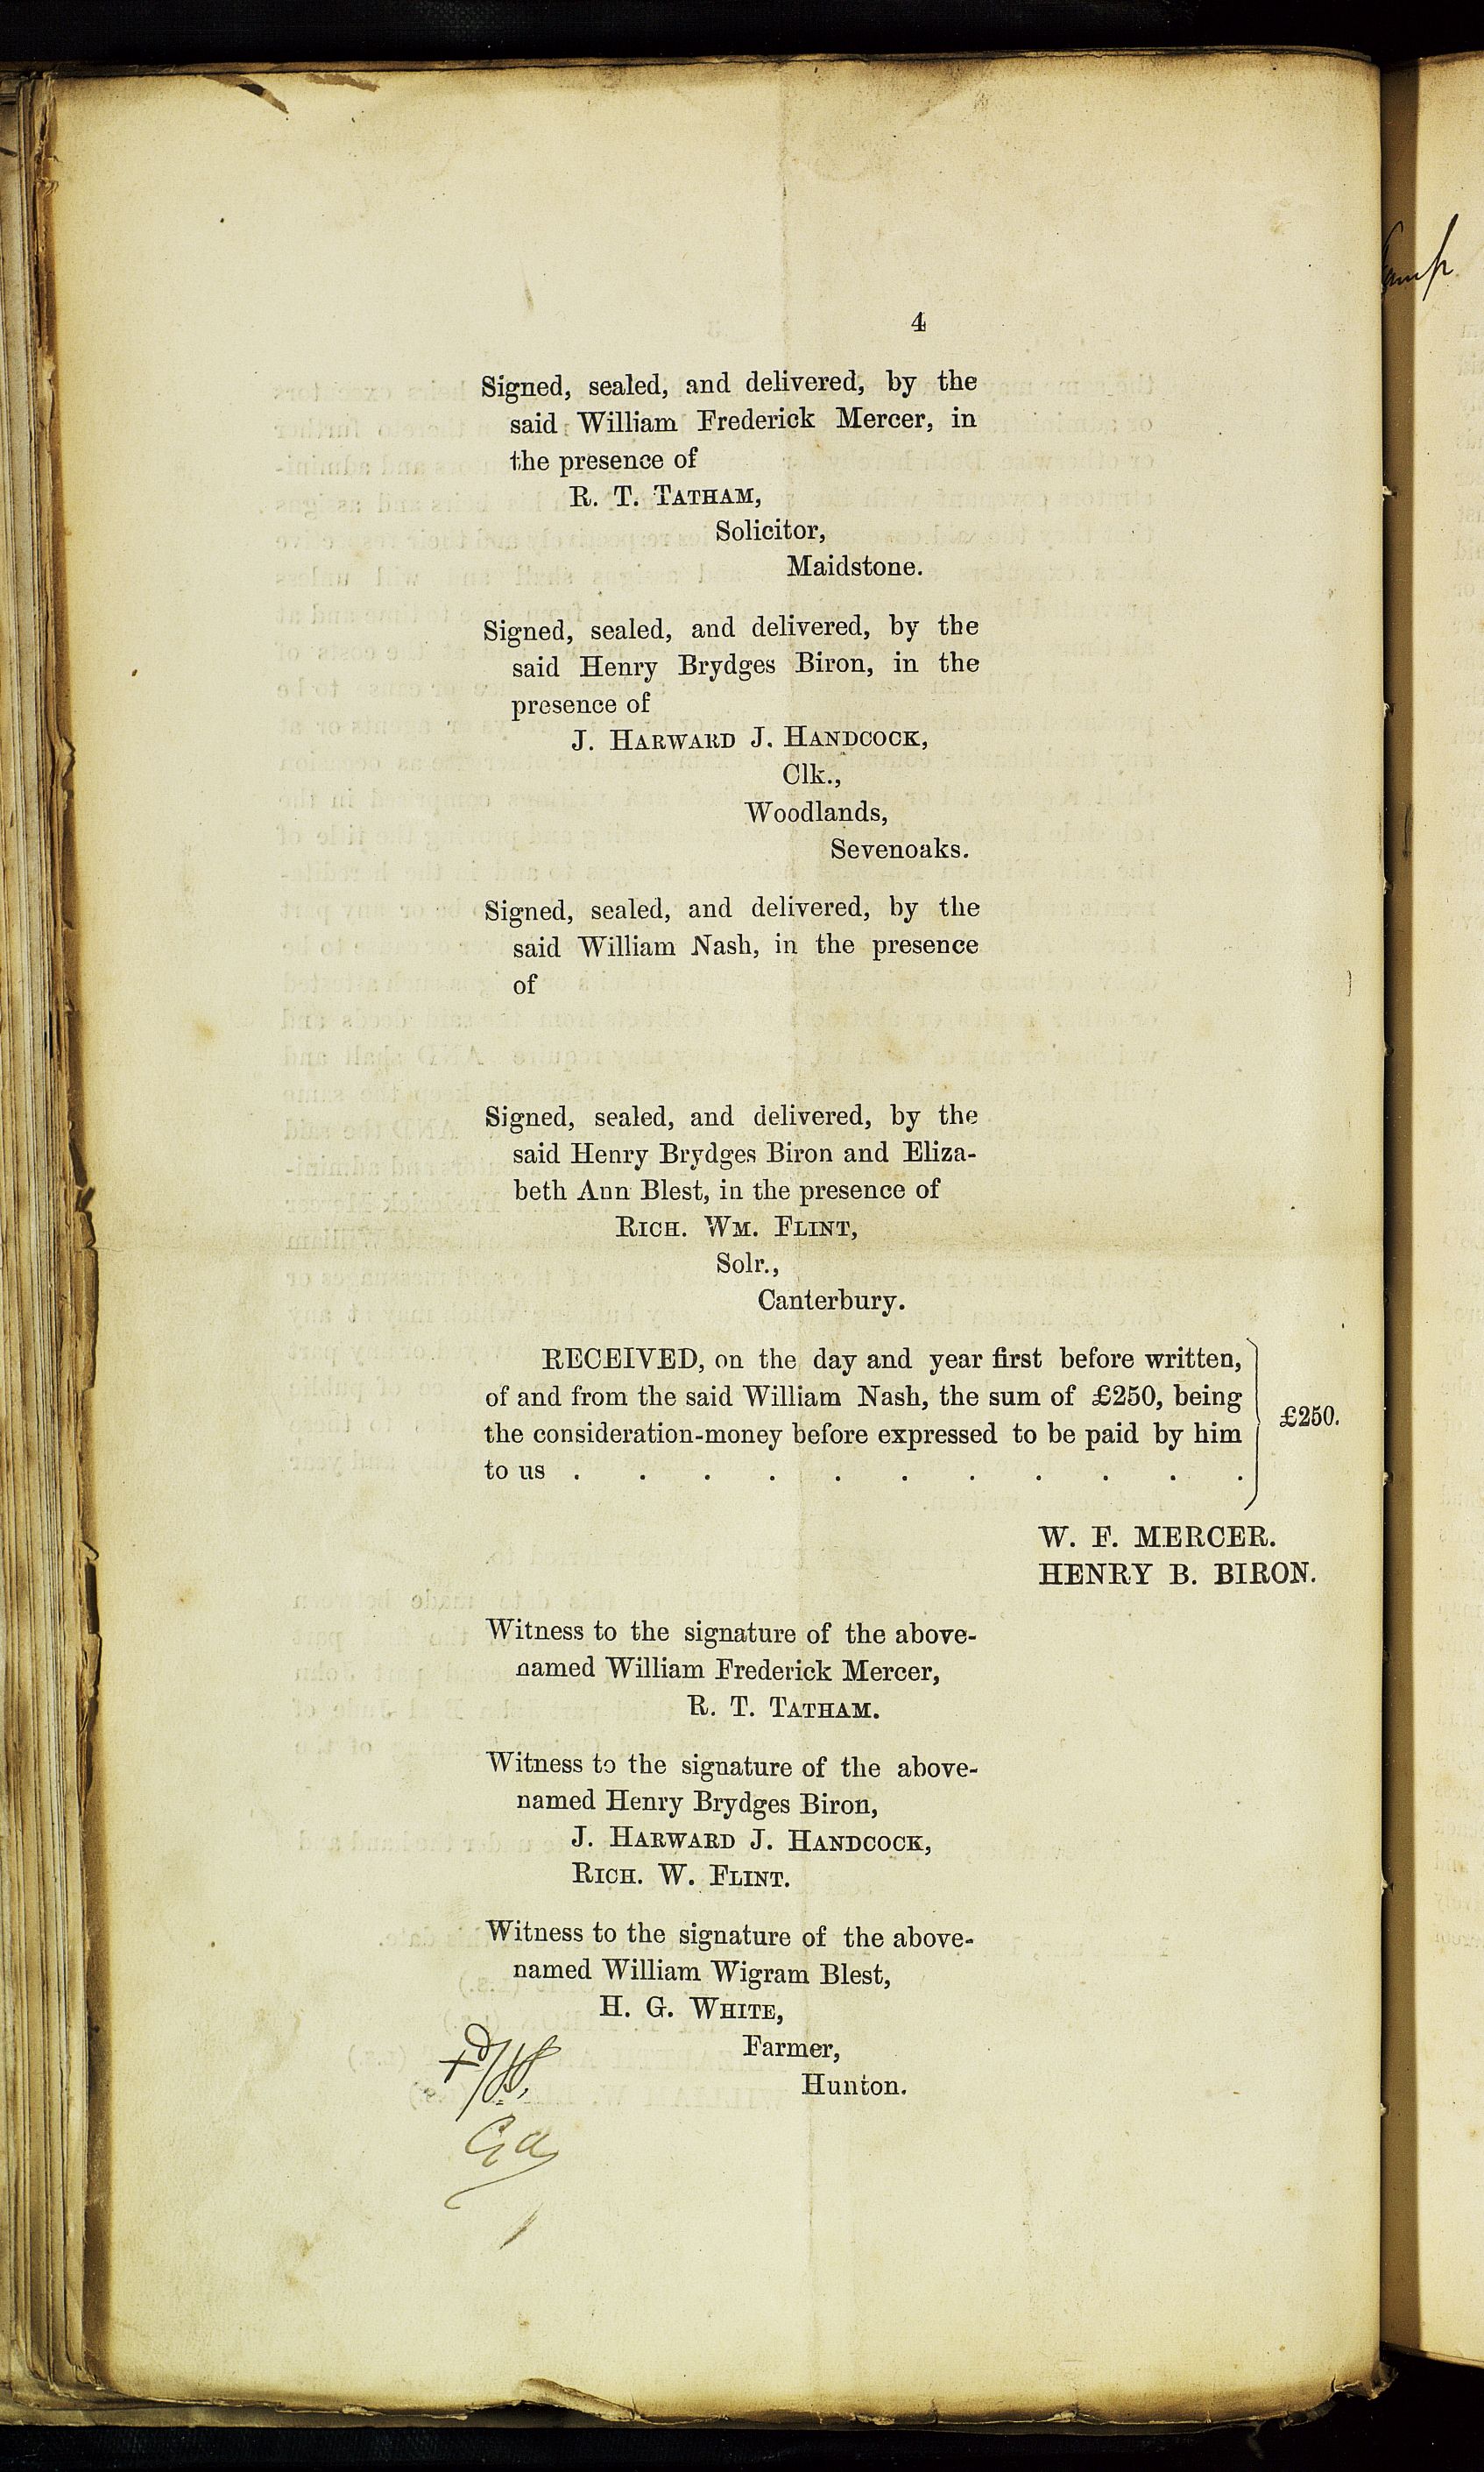 4
Signed, sealed, and delivered, by the
said William Frederick Mercer, in
the presence of
R. T. TATHAM,
Solicitor,
Maidstone.
Signed, sealed, and delivered, by the
said Henry Brydges Biron, in the
presence of
J. HARWARD J. HANDCOCK,
Clk.,
Woodlands,
Sevenoaks.
Signed, sealed, and delivered, by the
said William Nash, in the presence
of
Signed, sealed, and delivered, by the
said Henry Brydges Biron and Eliza-
beth Ann Blest, in the presence of
RICH. WM. FLINT,
Solr.,
Canterbury.
RECEIVED, on the day and year first before written,
of and from the said William Nash, the sum of £250, being
the consideration-money before expressed to be paid by him
to us . . . . . . . . . . .
£250.
W. F. MERCER.
HENRY B. BIRON.
Witness to the signature of the above-
named William Frederick Mercer,
R. T. TATHAM.
Witness to the signature of the above-
named Henry Brydges Biron,
J. HARWARD J. HANDCOCK,
RICH. W. FLINT.
Witness to the signature of the above-
named William Wigram Blest,
H. G. WHITE,
Farmer,
Hunton.